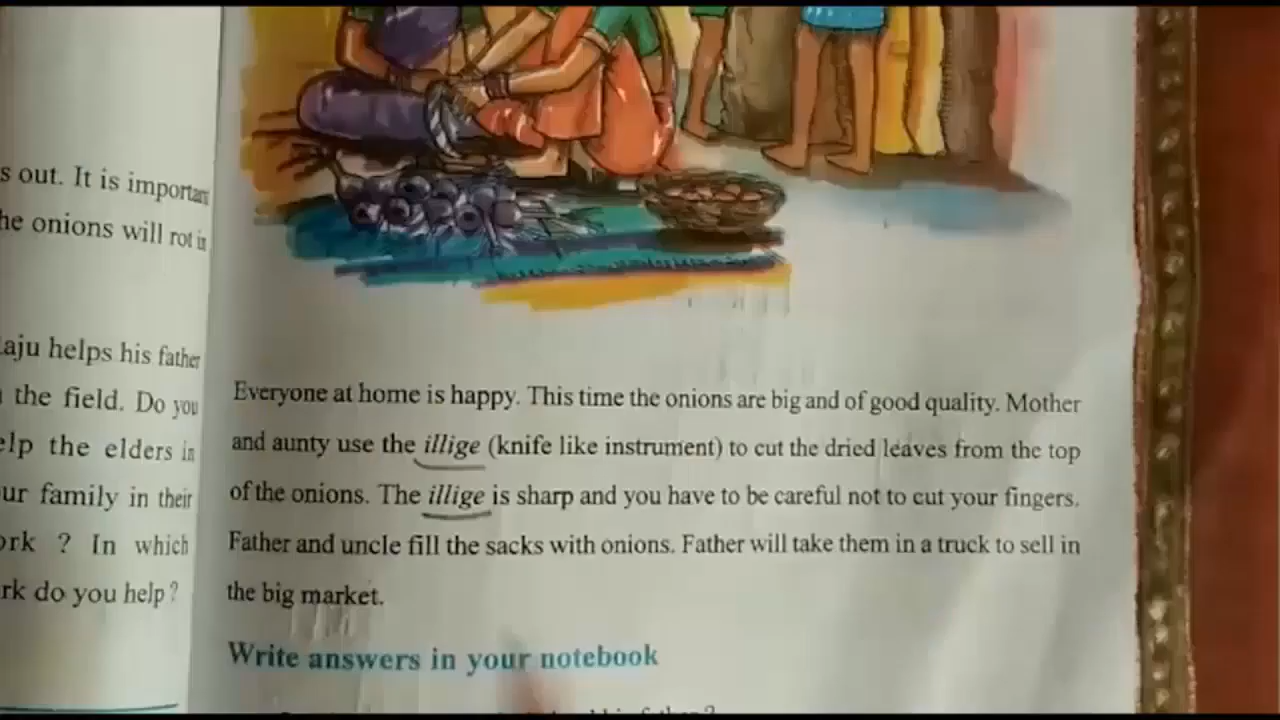 s out. It is important
he onions will rot in
aju helps his father
the field. Do you
elp the elders in
ur family in their
ork ? In which
rk do you help?
Everyone at home is happy. This time the onions are big and of good quality. Mother
and aunty use the illige (knife like instrument) to cut the dried leaves from the top
of the onions. The illige is sharp and you have to be careful not to cut your fingers.
Father and uncle fill the sacks with onions. Father will take them in a truck to sell in
the big market.
Write answers in your notebook